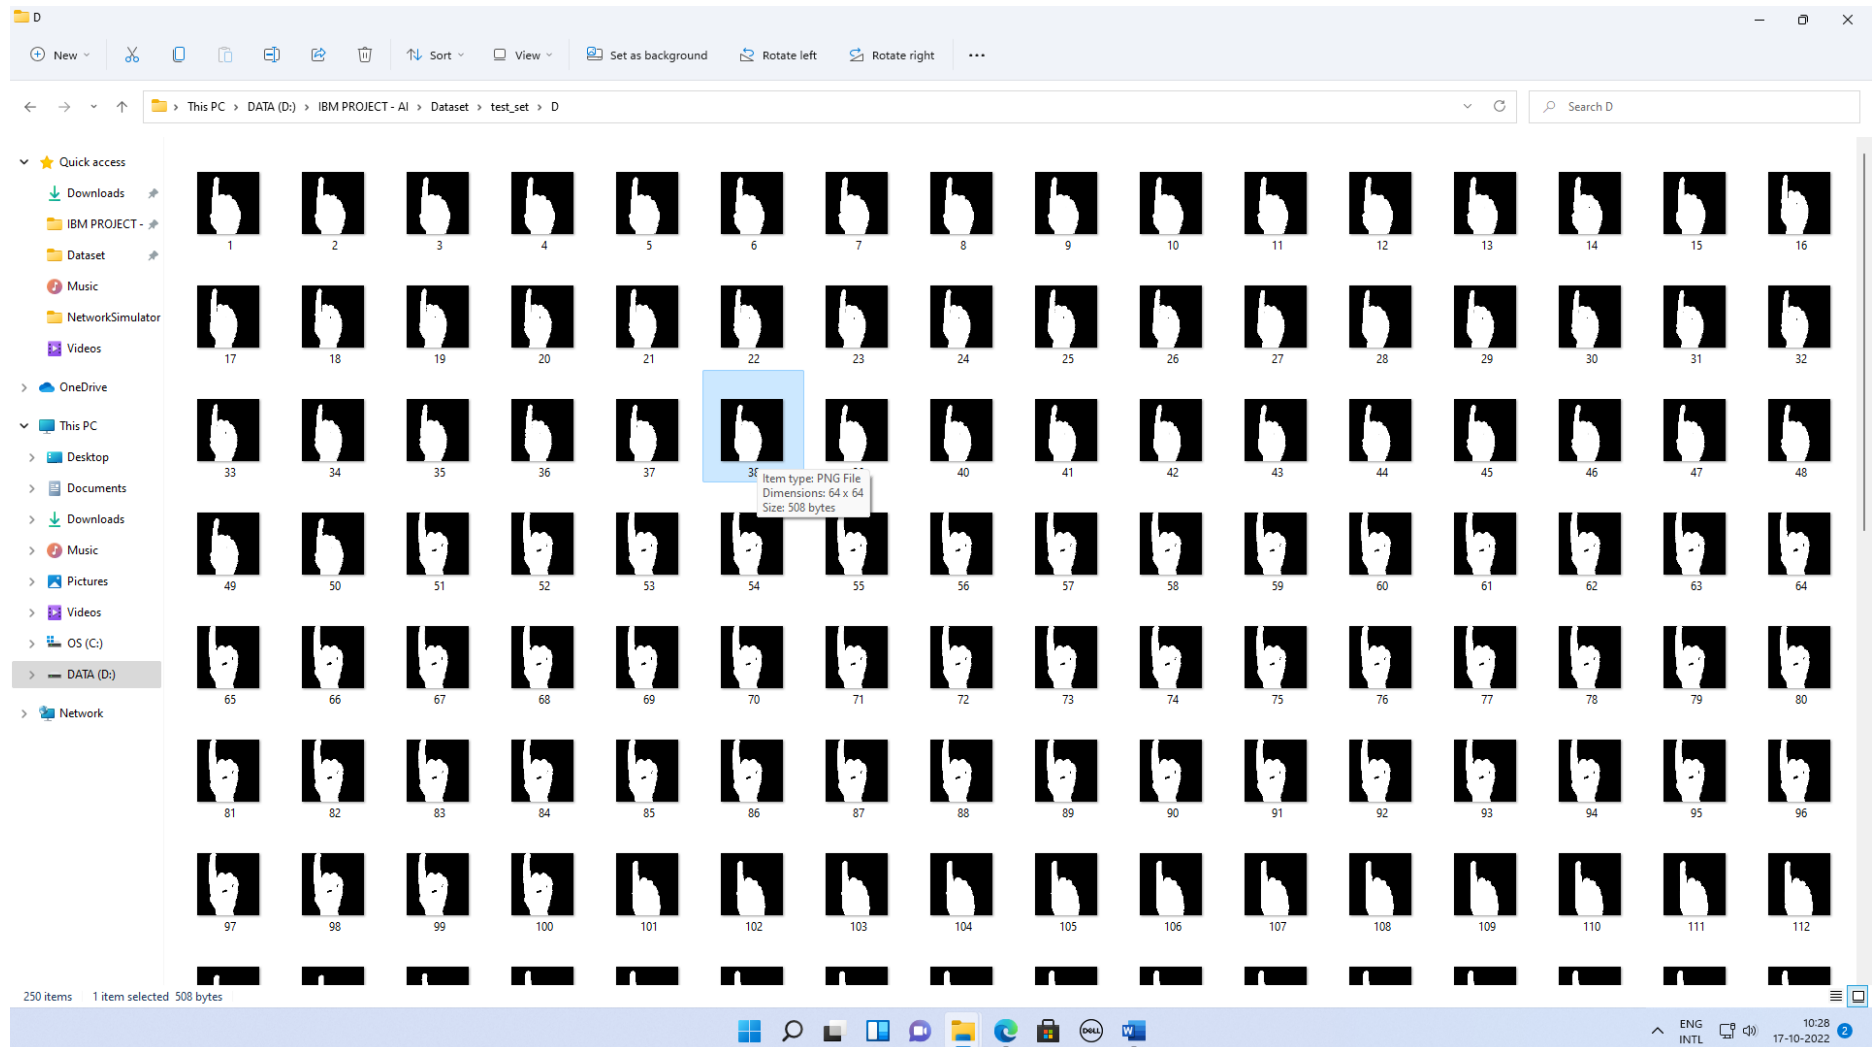 D
New
Sort
View
Set as background
Rotate left
Rotate right
This PC > DATA (D:) > IBM PROJECT - AI > Dataset > test_set > D
Search D
Quick access
Downloads
IBM PROJECT -
Dataset
Music
NetworkSimulator
Videos
OneDrive
This PC
Desktop
Documents
Downloads
Music
Pictures
Videos
OS (C:)
DATA (D:)
Network
1 2 3 4 5 6 7 8 9 10 11 12 13 14 15 16
17 18 19 20 21 22 23 24 25 26 27 28 29 30 31 32
33 34 35 36 37 38 40 41 42 43 44 45 46 47 48
Item type: PNG File
Dimensions: 64 x 64
Size: 508 bytes
49 50 51 52 53 54 55 56 57 58 59 60 61 62 63 64
65 66 67 68 69 70 71 72 73 74 75 76 77 78 79 80
81 82 83 84 85 86 87 88 89 90 91 92 93 94 95 96
97 98 99 100 101 102 103 104 105 106 107 108 109 110 111 112
250 items 1 item selected 508 bytes
DELL
W
ENG
INTL
10:28
17-10-2022
2